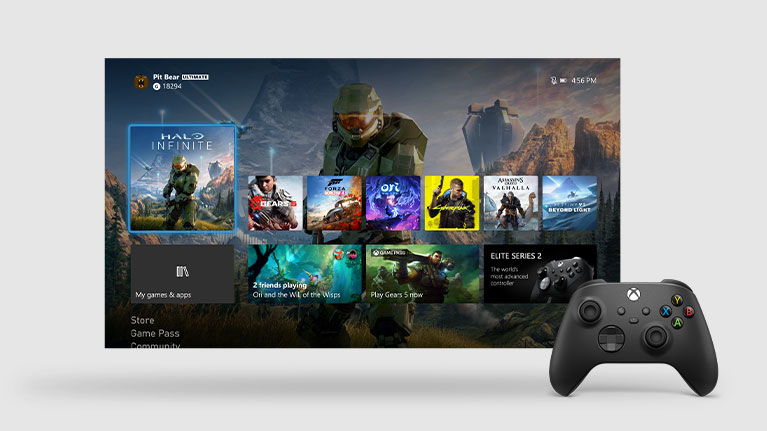 Pit Bear ULTIMATE
G 18294
4:56 PM
HALO
INFINITE
GEARS 5
FORZA
ori
Cyberpunk
ASSASSIN'S
CREED
VALHALLA
BEYOND LIGHT
My games & apps
2 friends playing
Ori and the Will of the Wisps
GAME PASS
Play Gears 5 now
ELITE SERIES 2
The world's
most advanced
controller
Store
Game Pass
Community
Y
X
B
A